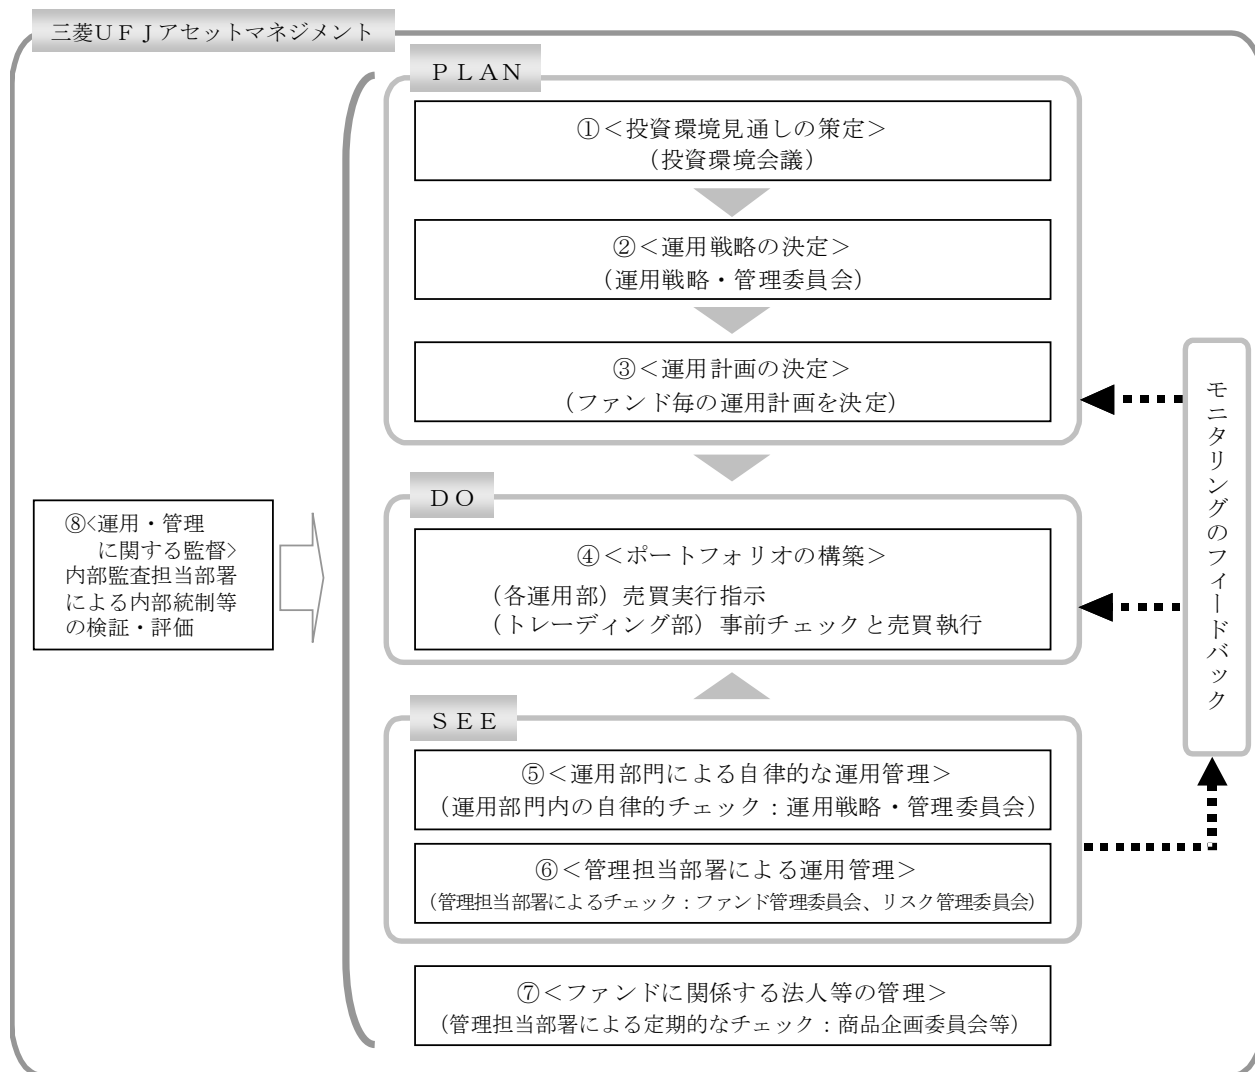 三菱ＵＦＪアセットマネジメント
ＰＬＡＮ
①＜投資環境見通しの策定＞
（投資環境会議）
②＜運用戦略の決定＞
（運用戦略・管理委員会）
③＜運用計画の決定＞
（ファンド毎の運用計画を決定）
ＤＯ
④＜ポートフォリオの構築＞
（各運用部）売買実行指示
（トレーディング部）事前チェックと売買執行
ＳＥＥ
⑤＜運用部門による自律的な運用管理＞
（運用部門内の自律的チェック：運用戦略・管理委員会）
⑥＜管理担当部署による運用管理＞
（管理担当部署によるチェック：ファンド管理委員会、リスク管理委員会）
⑦＜ファンドに関係する法人等の管理＞
（管理担当部署による定期的なチェック：商品企画委員会等）
⑧<運用・管理
に関する監督>
内部監査担当部署
による内部統制等
の検証・評価
モニタリングのフィードバック